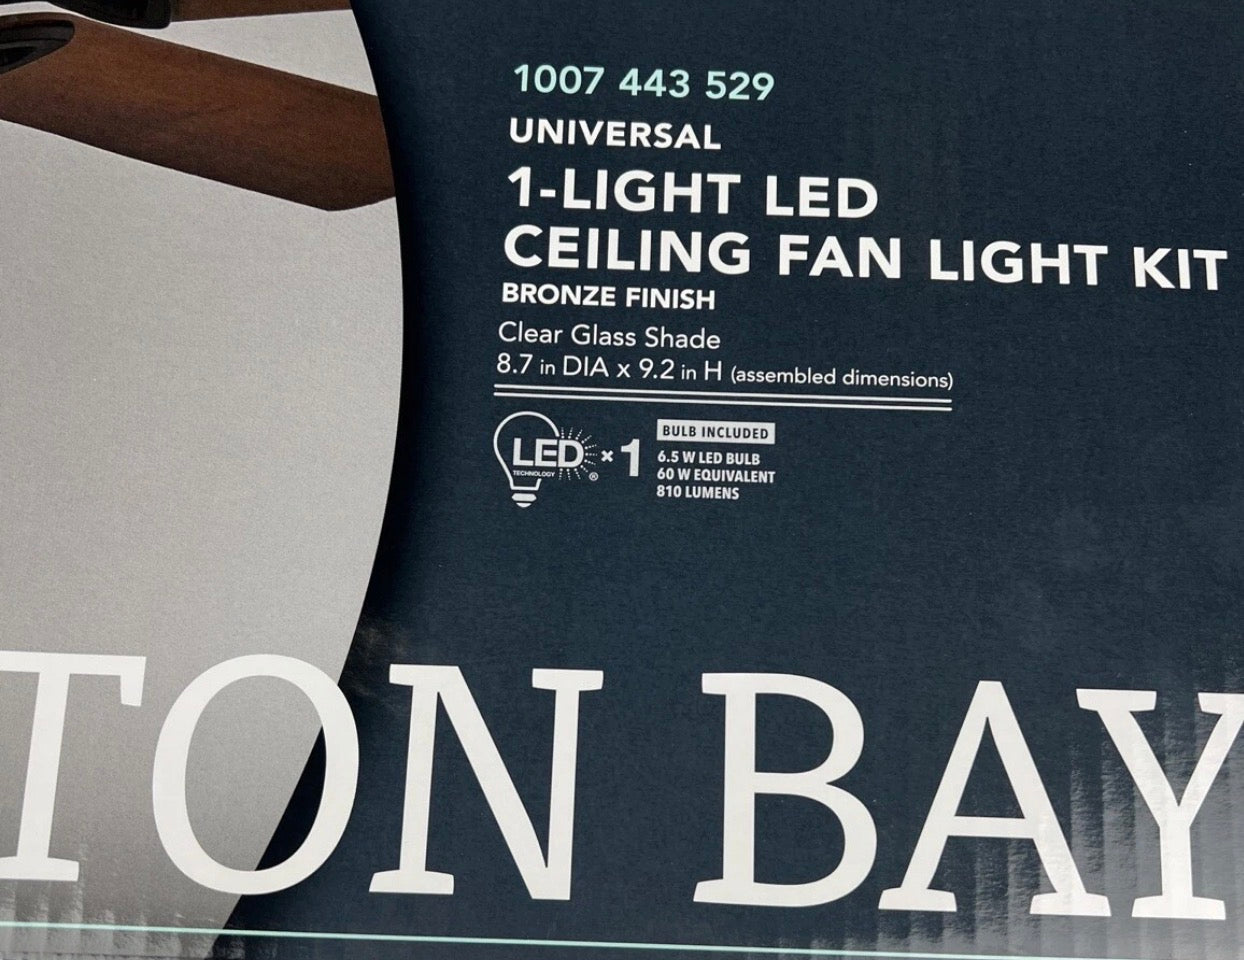 1007 443 529
UNIVERSAL
1-LIGHT LED
CEILING FAN LIGHT KIT
BRONZE FINISH
Clear Glass Shade
8.7 in DIA x 9.2 in H (assembled dimensions)
LED × 1
TECHNOLOGY ®
BULB INCLUDED
6.5 W LED BULB
60 W EQUIVALENT
810 LUMENS
TON BAY